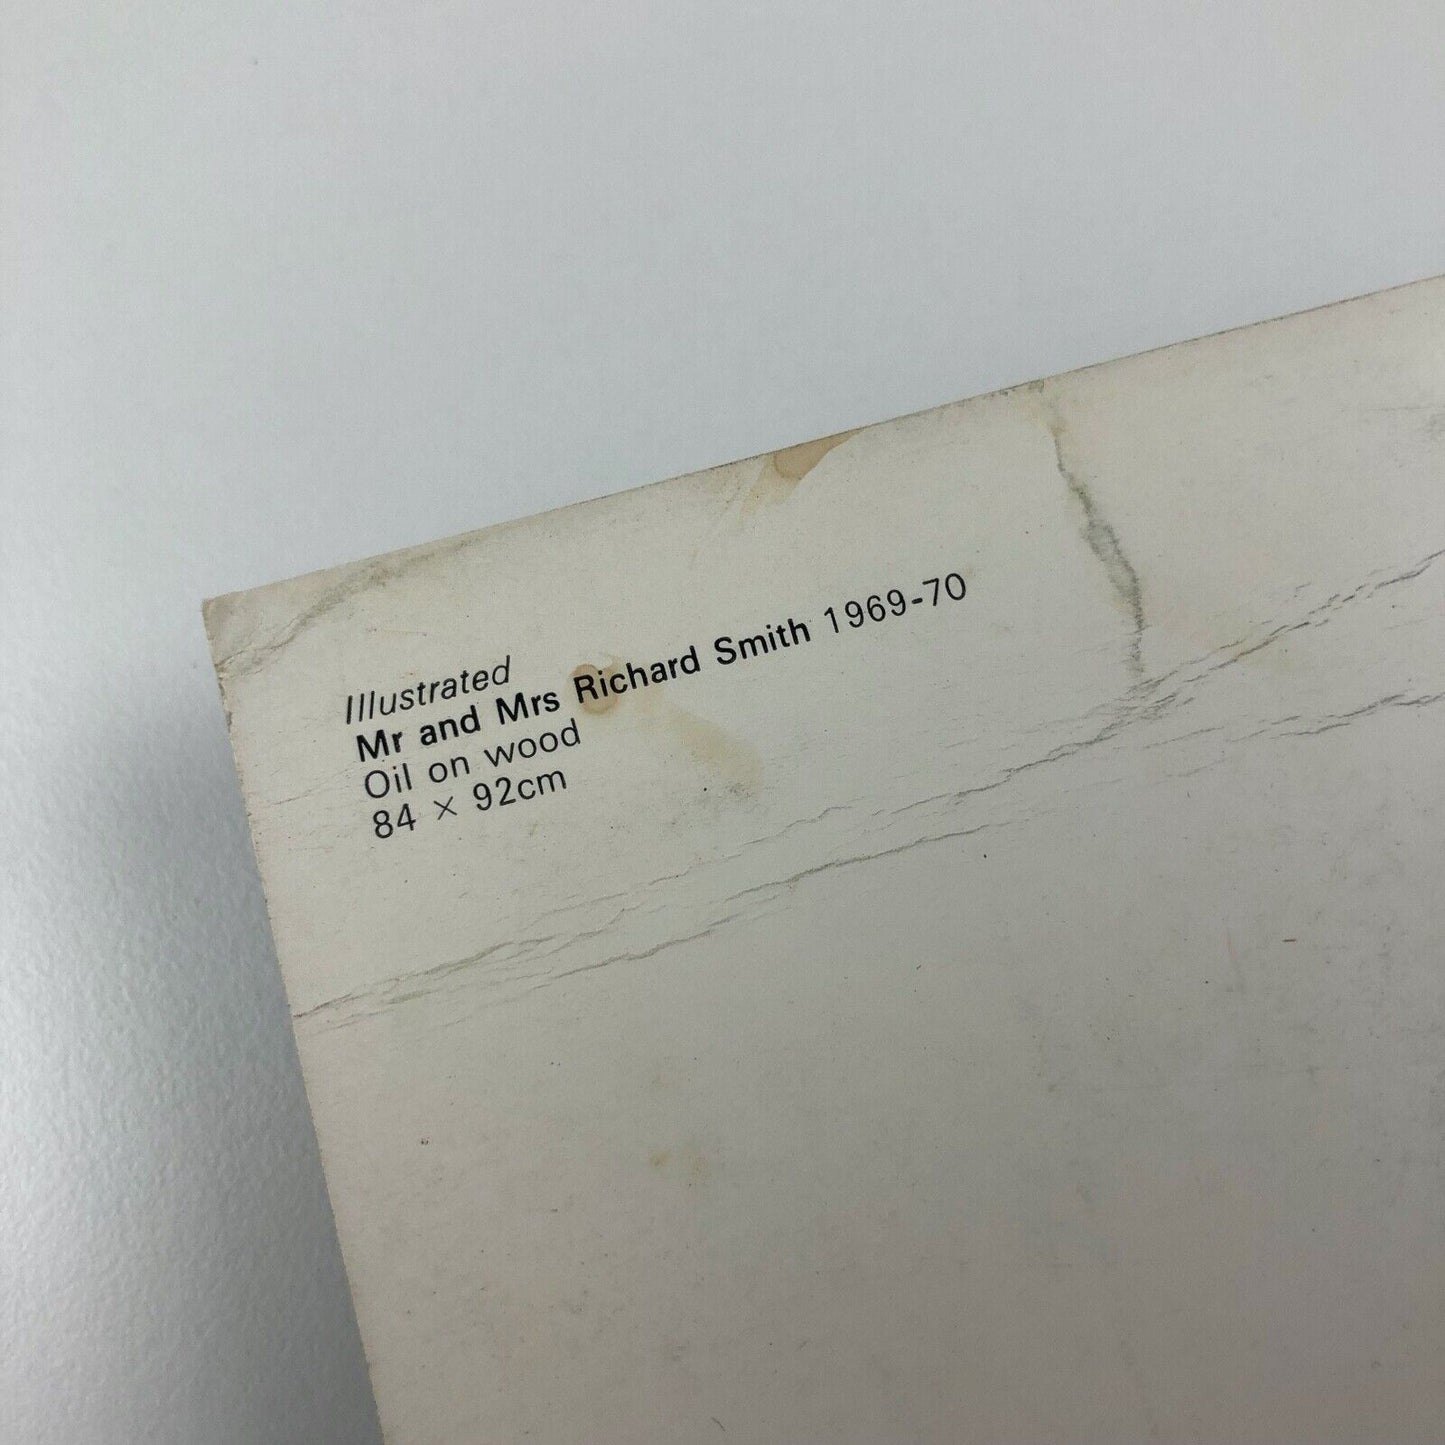 Illustrated
Mr and Mrs Richard Smith 1969-70
Oil on wood
84 × 92cm